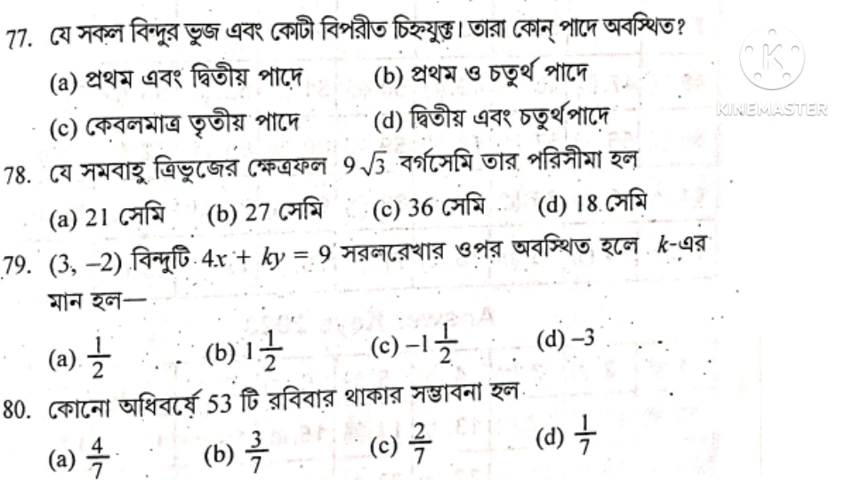 77. যে সকল বিন্দুর ভুজ এবং কোটী বিপরীত চিহ্নযুক্ত। তারা কোন্ পাদে অবস্থিত?
(a) প্রথম এবং দ্বিতীয় পাদে (b) প্রথম ও চতুর্থ পাদে
(c) কেবলমাত্র তৃতীয় পাদে (d) দ্বিতীয় এবং চতুর্থপাদে
KINEMASTER
78. যে সমবাহু ত্রিভুজের ক্ষেত্রফল 9√3 বর্গসেমি তার পরিসীমা হল
(a) 21 সেমি (b) 27 সেমি (c) 36 সেমি (d) 18 সেমি
79. (3, –2) বিন্দুটি 4x + ky = 9 সরলরেখার ওপর অবস্থিত হলে k-এর
মান হল—
(a) 1/2 (b) 1 1/2 (c) –1 1/2 (d) –3
80. কোনো অধিবর্ষে 53 টি রবিবার থাকার সম্ভাবনা হল
(a) 4/7 (b) 3/7 (c) 2/7 (d) 1/7